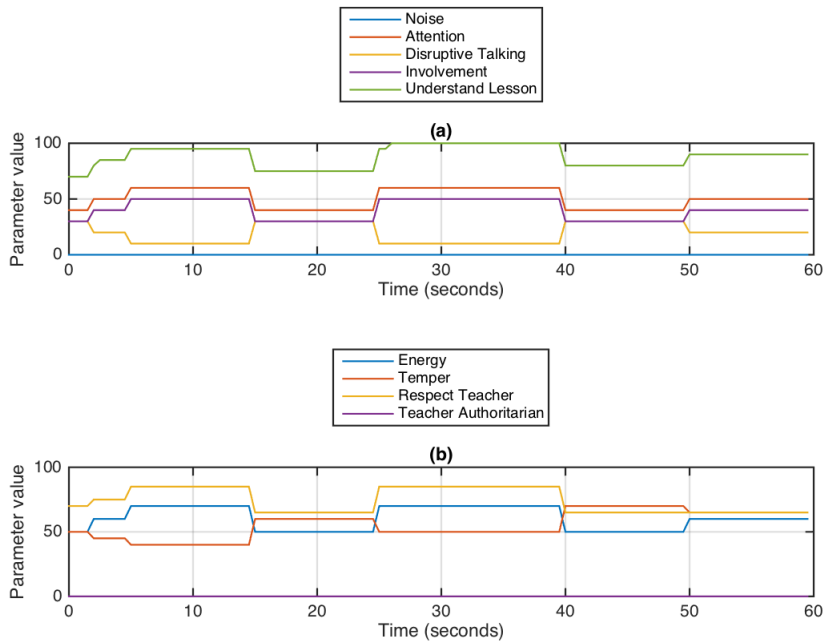 Noise
Attention
Disruptive Talking
Involvement
Understand Lesson
(a)
100
50
0
Parameter value
0 10 20 30 40 50 60
Time (seconds)
Energy
Temper
Respect Teacher
Teacher Authoritarian
(b)
100
50
0
Parameter value
0 10 20 30 40 50 60
Time (seconds)